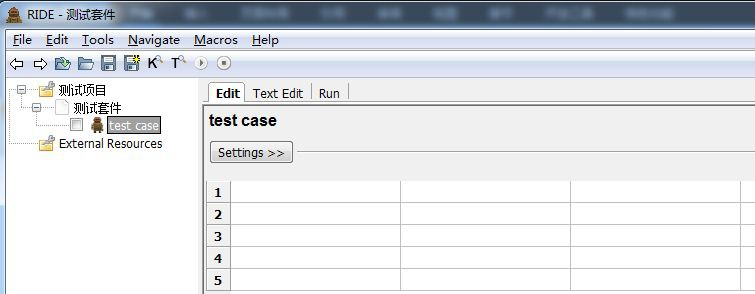 RIDE - 测试套件
File Edit Tools Navigate Macros Help
K T
测试项目
测试套件
test case
External Resources
Edit Text Edit Run
test case
Settings >>
1
2
3
4
5